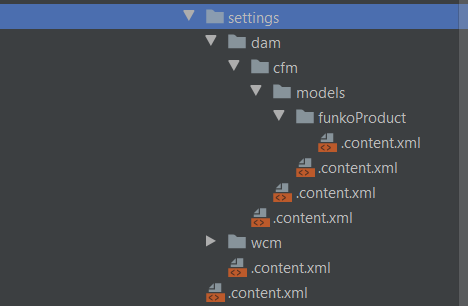 settings
dam
cfm
models
funkoProduct
.content.xml
.content.xml
.content.xml
.content.xml
wcm
.content.xml
.content.xml